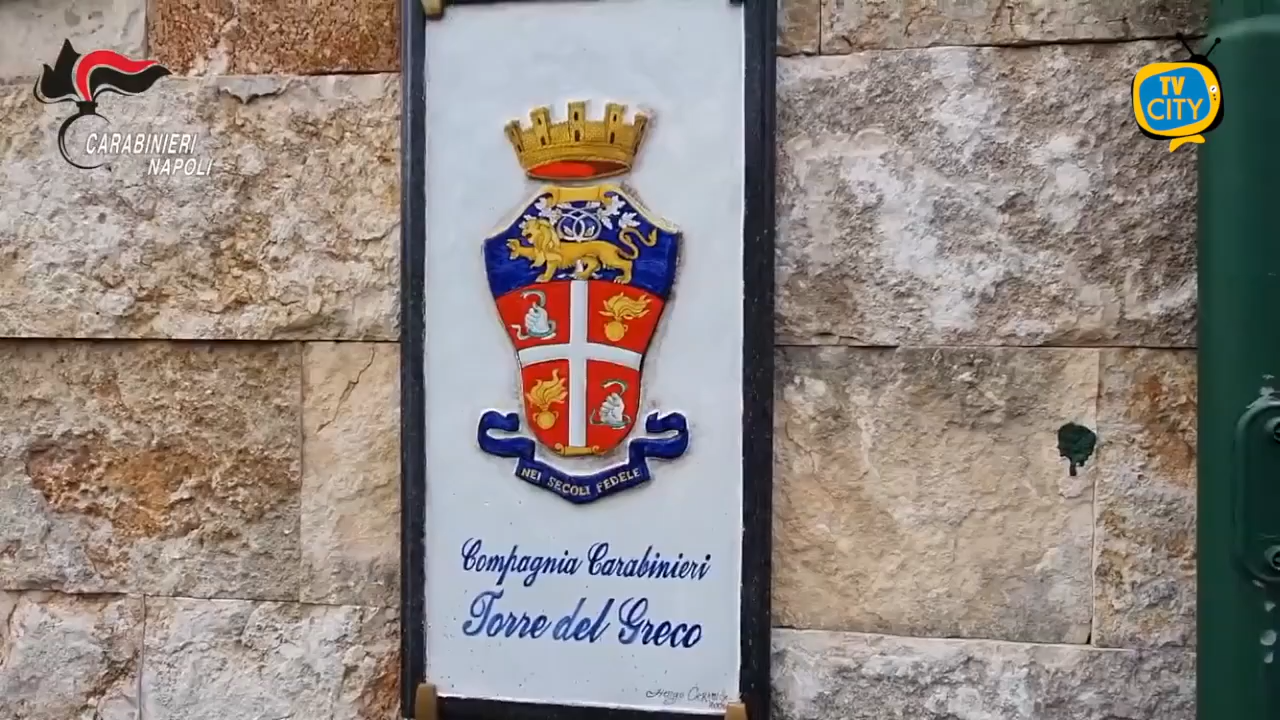 CARABINIERI
NAPOLI
TV
CITY
NEI SECOLI FEDELE
Compagnia Carabinieri
Torre del Greco